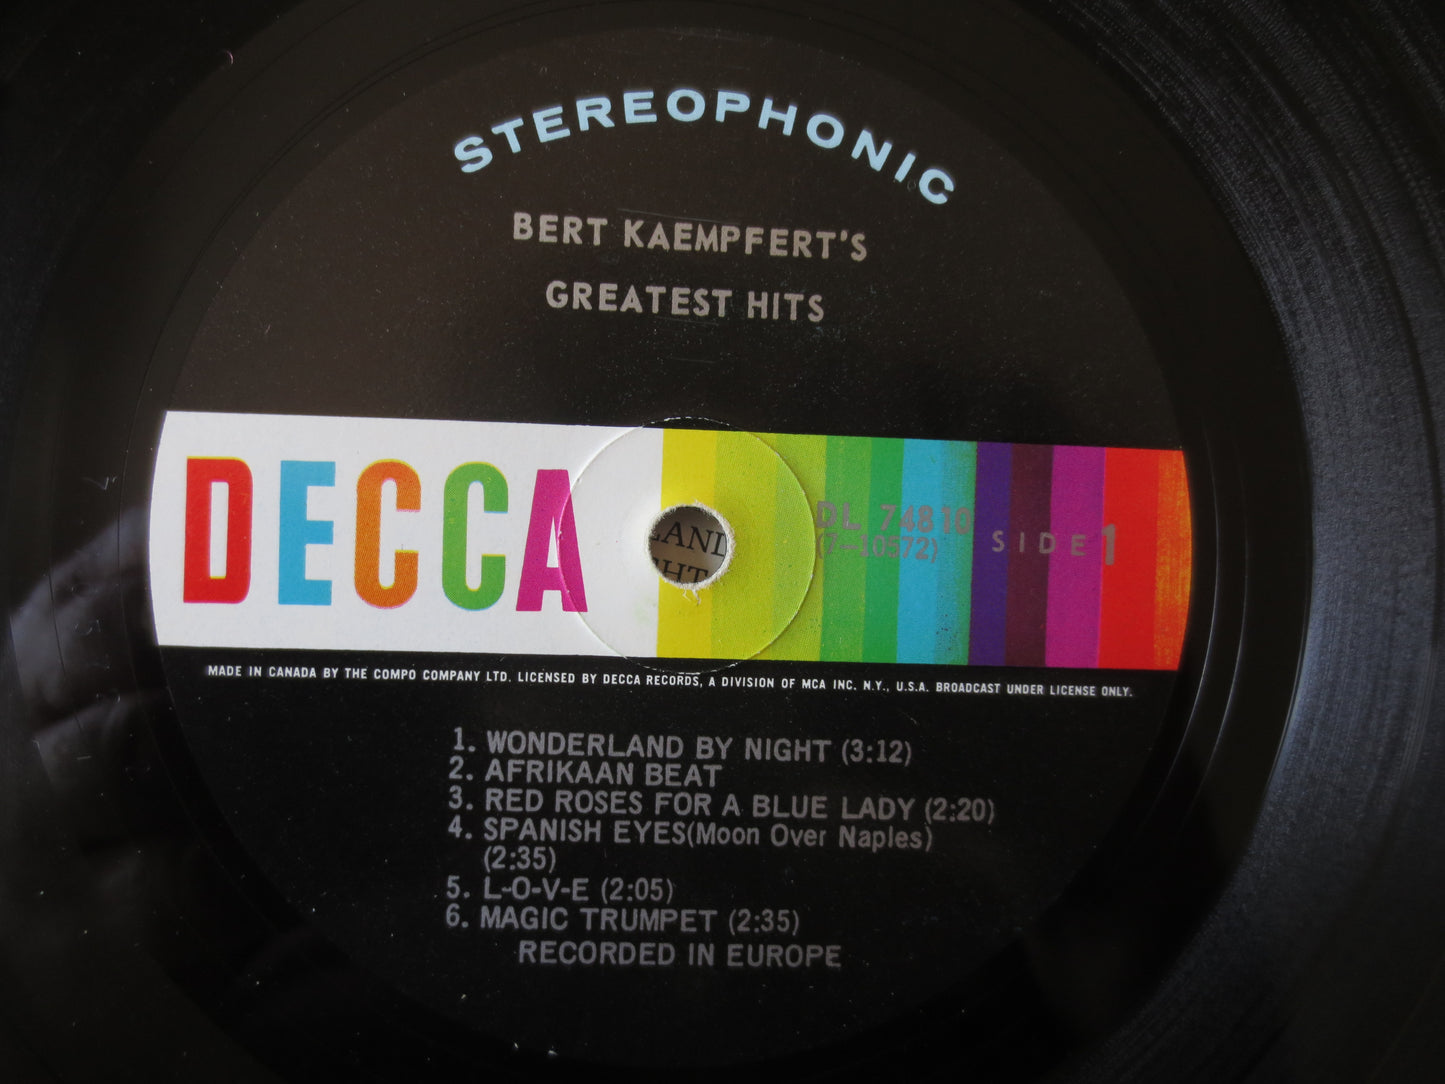 STEREOPHONIC
BERT KAEMPFERT'S
GREATEST HITS
DECCA
DL 74810
(7-10572)
SIDE 1
LAND
GHT
MADE IN CANADA BY THE COMPO COMPANY LTD. LICENSED BY DECCA RECORDS, A DIVISION OF MCA INC. N.Y., U.S.A. BROADCAST UNDER LICENSE ONLY.
1. WONDERLAND BY NIGHT (3:12)
2. AFRIKAAN BEAT
3. RED ROSES FOR A BLUE LADY (2:20)
4. SPANISH EYES(Moon Over Naples)
(2:35)
5. L-O-V-E (2:05)
6. MAGIC TRUMPET (2:35)
RECORDED IN EUROPE